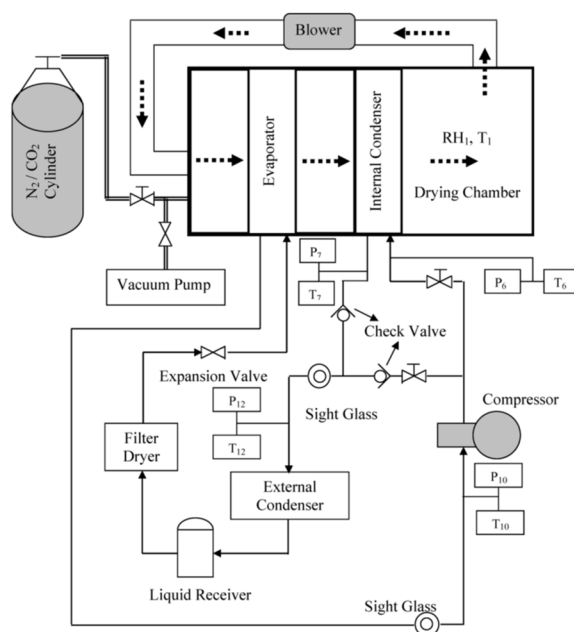 Blower
N₂ / CO₂
Cylinder
Evaporator
Internal Condenser
RH₁, T₁
Drying Chamber
Vacuum Pump
P₇
T₇
P₆
T₆
Check Valve
Expansion Valve
Sight Glass
P₁₂
T₁₂
Compressor
Filter
Dryer
External
Condenser
P₁₀
T₁₀
Liquid Receiver
Sight Glass